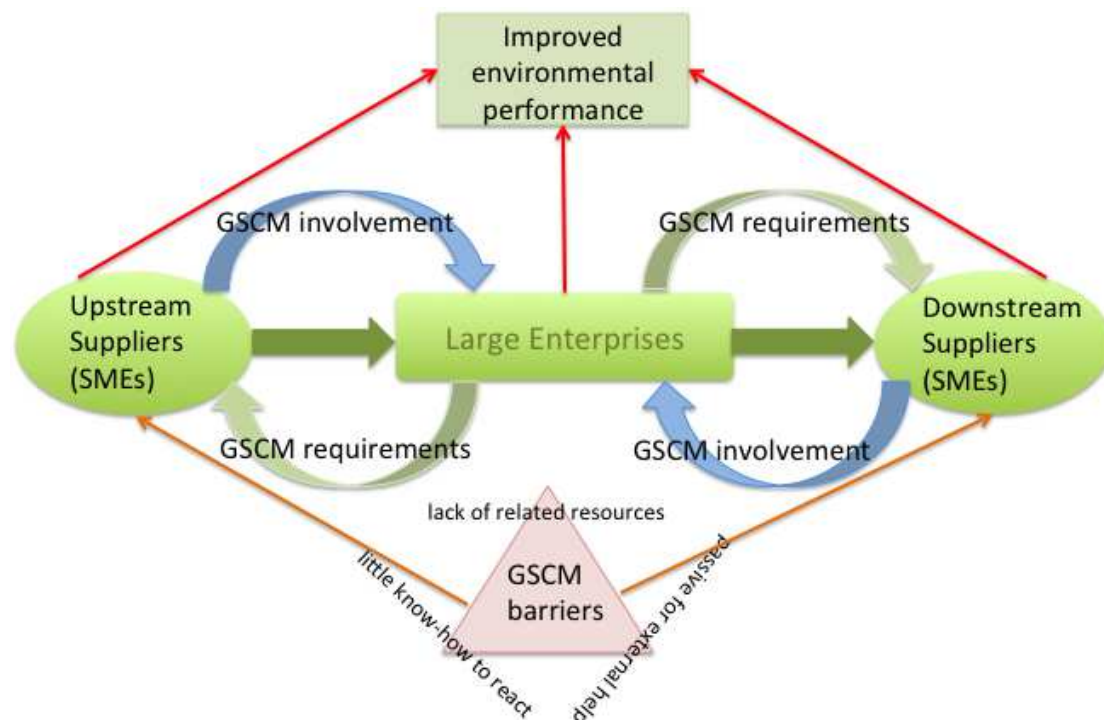 Improved
environmental
performance
GSCM involvement
GSCM requirements
Upstream
Suppliers
(SMEs)
Large Enterprises
Downstream
Suppliers
(SMEs)
GSCM requirements
GSCM involvement
lack of related resources
little know-how to react
GSCM
barriers
passive for external help